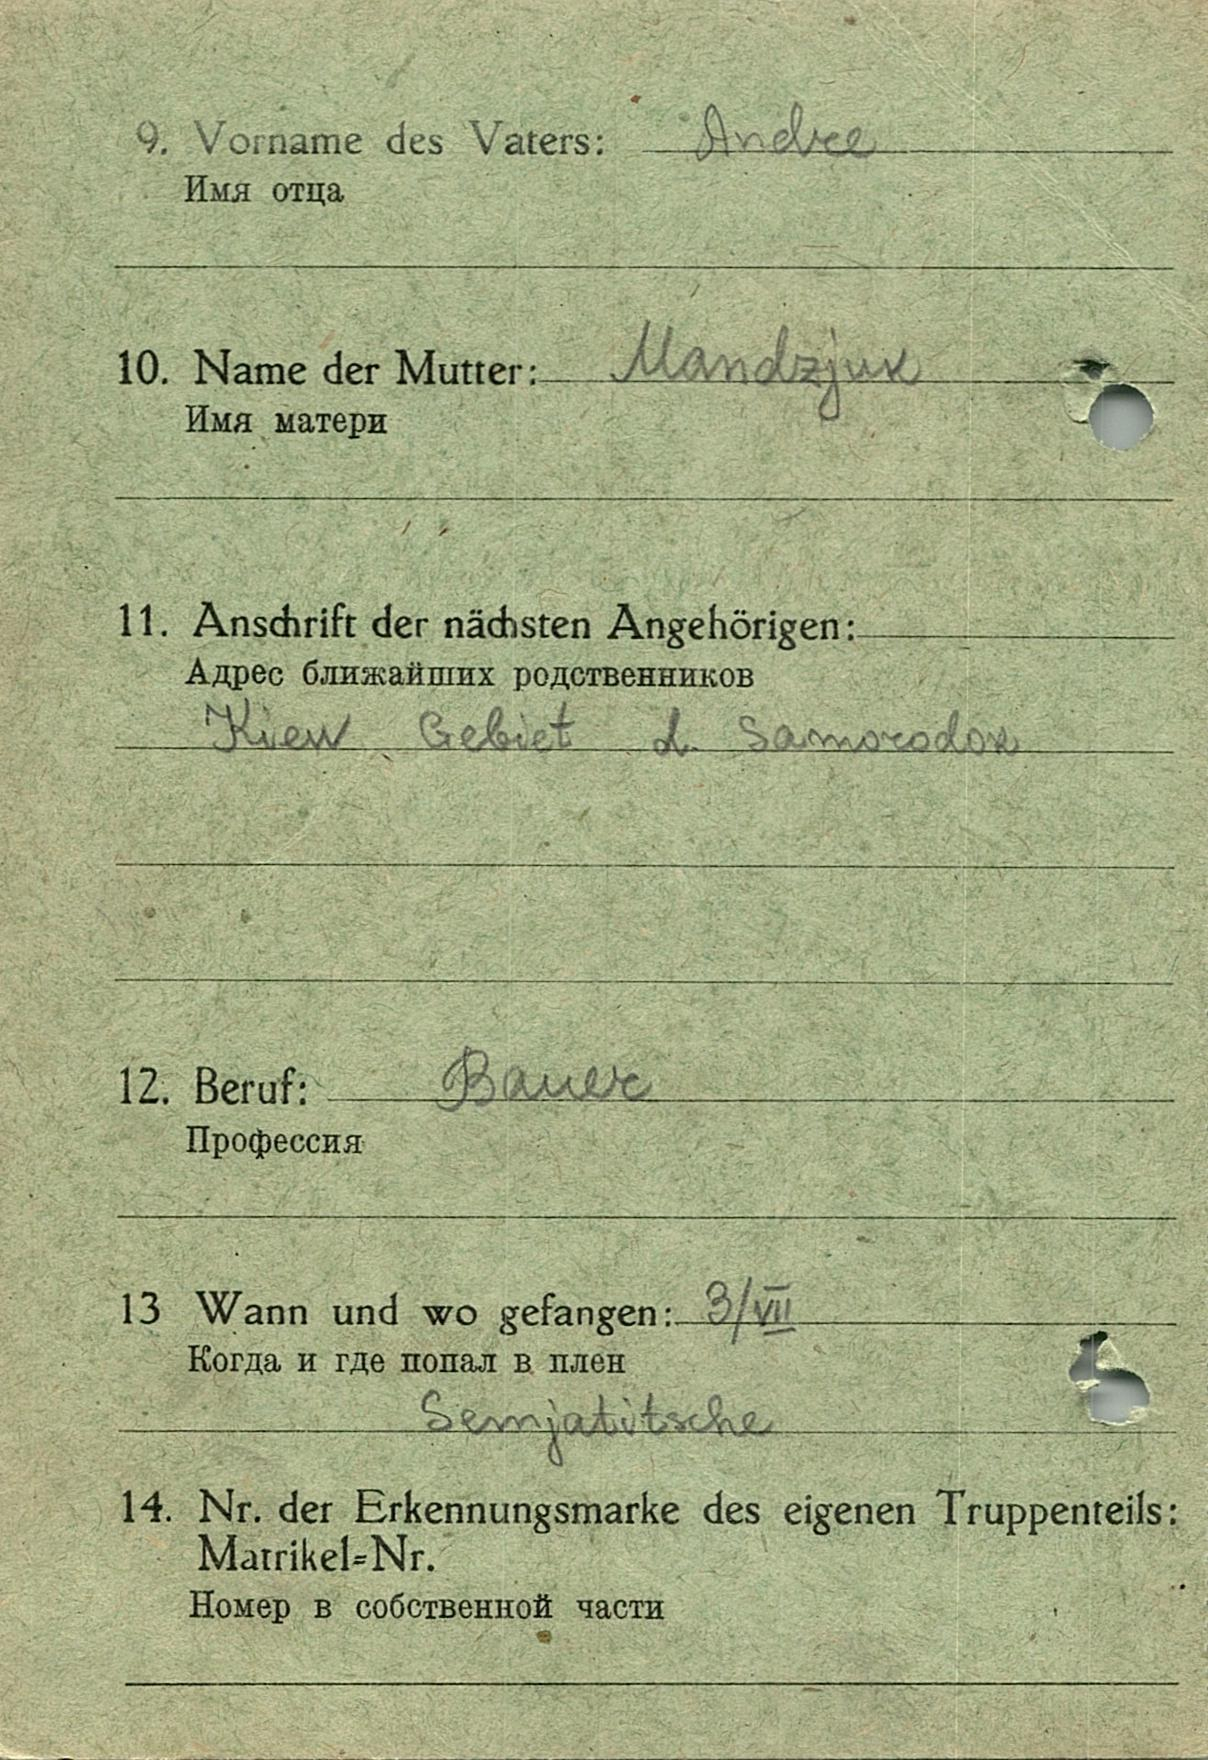 9. Vorname des Vaters: Andree
Имя отца
10. Name der Mutter: Mandzjuk
Имя матери
11. Anschrift der nächsten Angehörigen:
Адрес ближайших родственников
Kiew Gebiet d. Samorodok
12. Beruf: Bauer
Профессия
13 Wann und wo gefangen: 3/VII
Когда и где попал в плен
Semjatitsche
14. Nr. der Erkennungsmarke des eigenen Truppenteils:
Matrikel=Nr.
Номер в собственной части